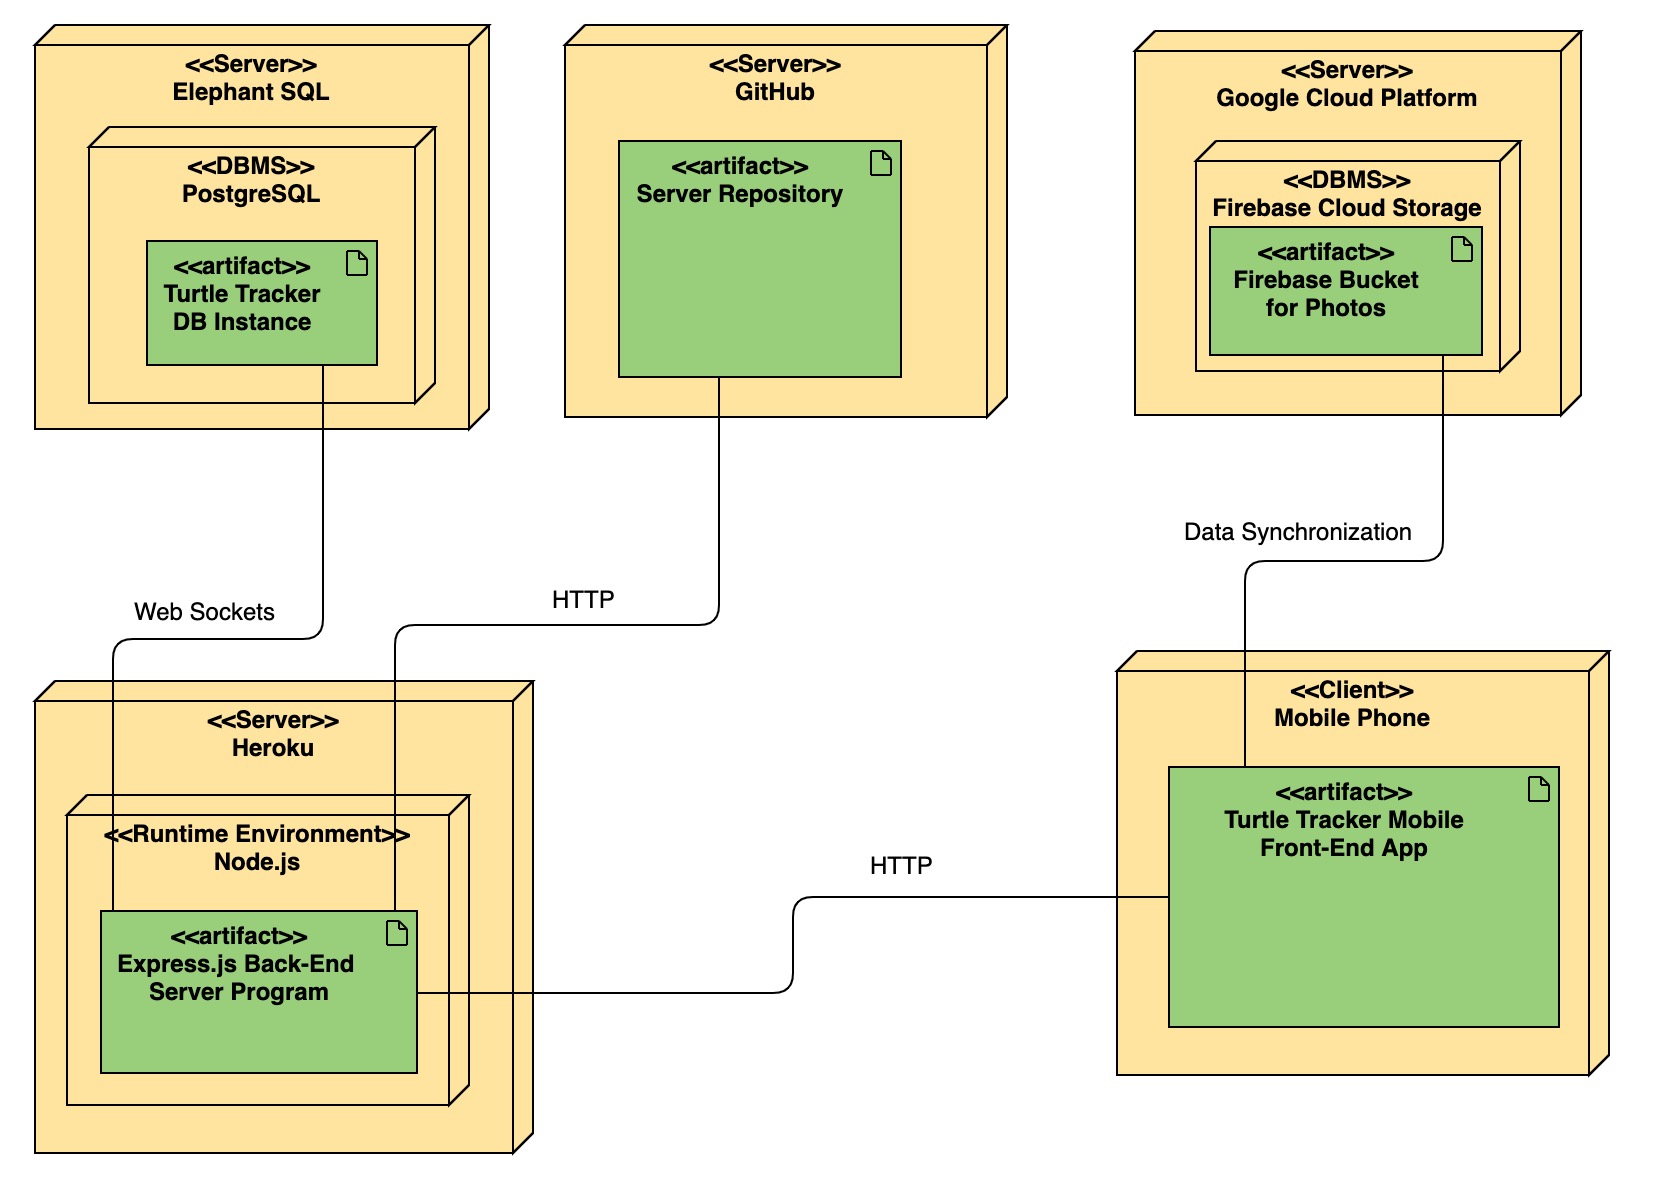 <<Server>>
Elephant SQL
<<DBMS>>
PostgreSQL
<<artifact>>
Turtle Tracker
DB Instance
<<Server>>
GitHub
<<artifact>>
Server Repository
<<Server>>
Google Cloud Platform
<<DBMS>>
Firebase Cloud Storage
<<artifact>>
Firebase Bucket
for Photos
Data Synchronization
Web Sockets
HTTP
<<Server>>
Heroku
<<Runtime Environment>>
Node.js
<<artifact>>
Express.js Back-End
Server Program
HTTP
<<Client>>
Mobile Phone
<<artifact>>
Turtle Tracker Mobile
Front-End App